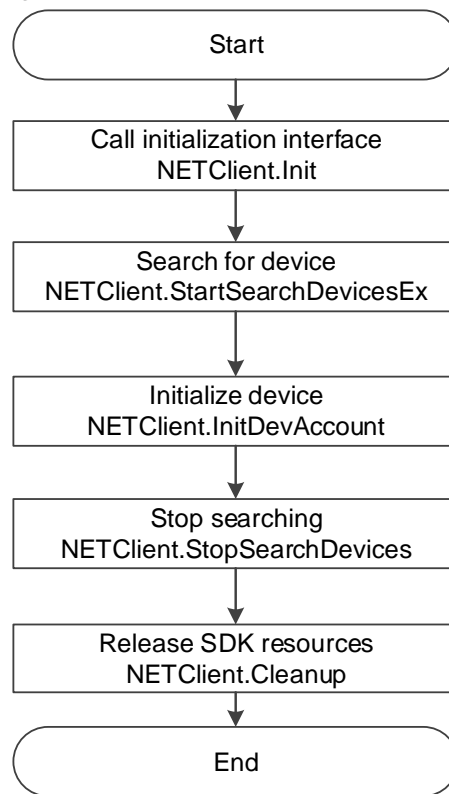 Start
Call initialization interface
NETClient.Init
Search for device
NETClient.StartSearchDevicesEx
Initialize device
NETClient.InitDevAccount
Stop searching
NETClient.StopSearchDevices
Release SDK resources
NETClient.Cleanup
End